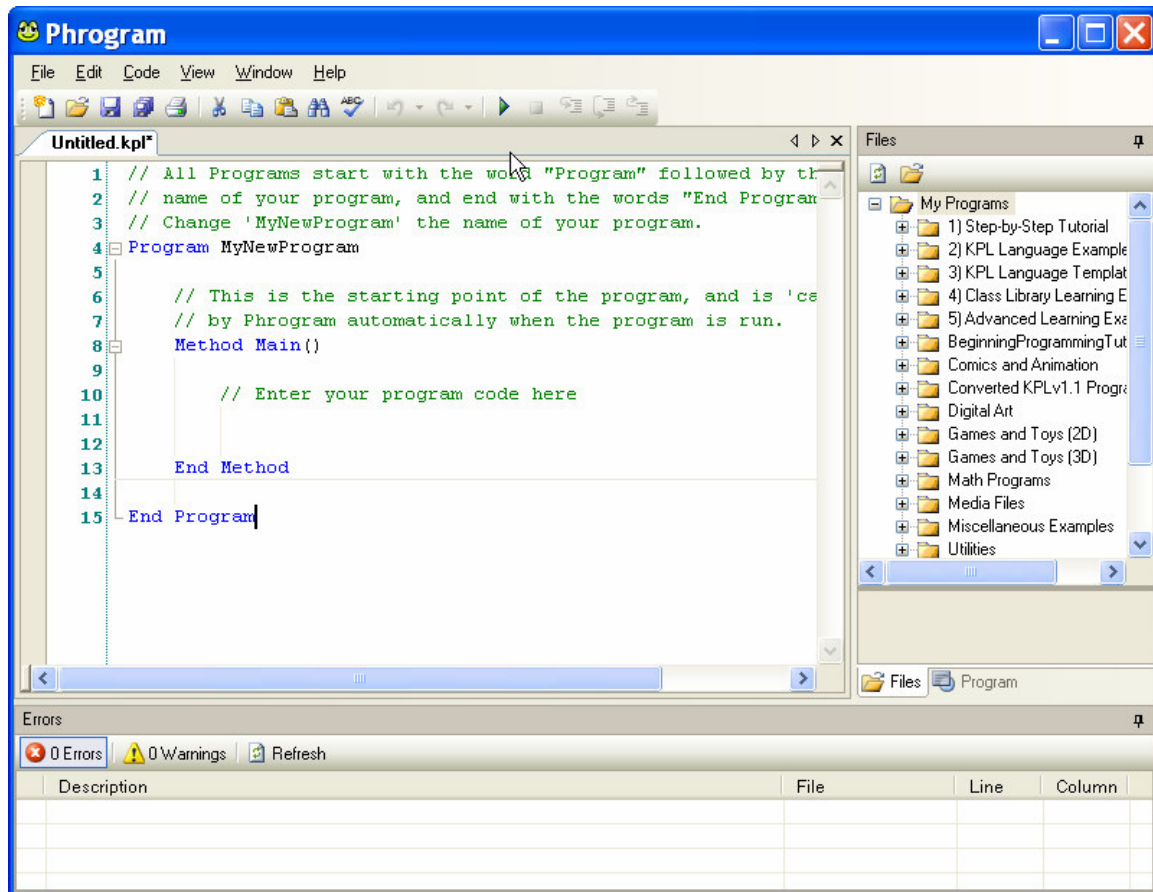 Phrogram
File Edit Code View Window Help
ABC
Untitled.kpl*
1 // All Programs start with the word "Program" followed by th
2 // name of your program, and end with the words "End Program
3 // Change 'MyNewProgram' the name of your program.
4 Program MyNewProgram
5
6 // This is the starting point of the program, and is 'ca
7 // by Phrogram automatically when the program is run.
8 Method Main()
9
10 // Enter your program code here
11
12
13 End Method
14
15 End Program
Files
My Programs
1) Step-by-Step Tutorial
2) KPL Language Example
3) KPL Language Templat
4) Class Library Learning E
5) Advanced Learning Exa
BeginningProgrammingTut
Comics and Animation
Converted KPLv1.1 Progra
Digital Art
Games and Toys (2D)
Games and Toys (3D)
Math Programs
Media Files
Miscellaneous Examples
Utilities
Files Program
Errors
0 Errors 0 Warnings Refresh
Description File Line Column